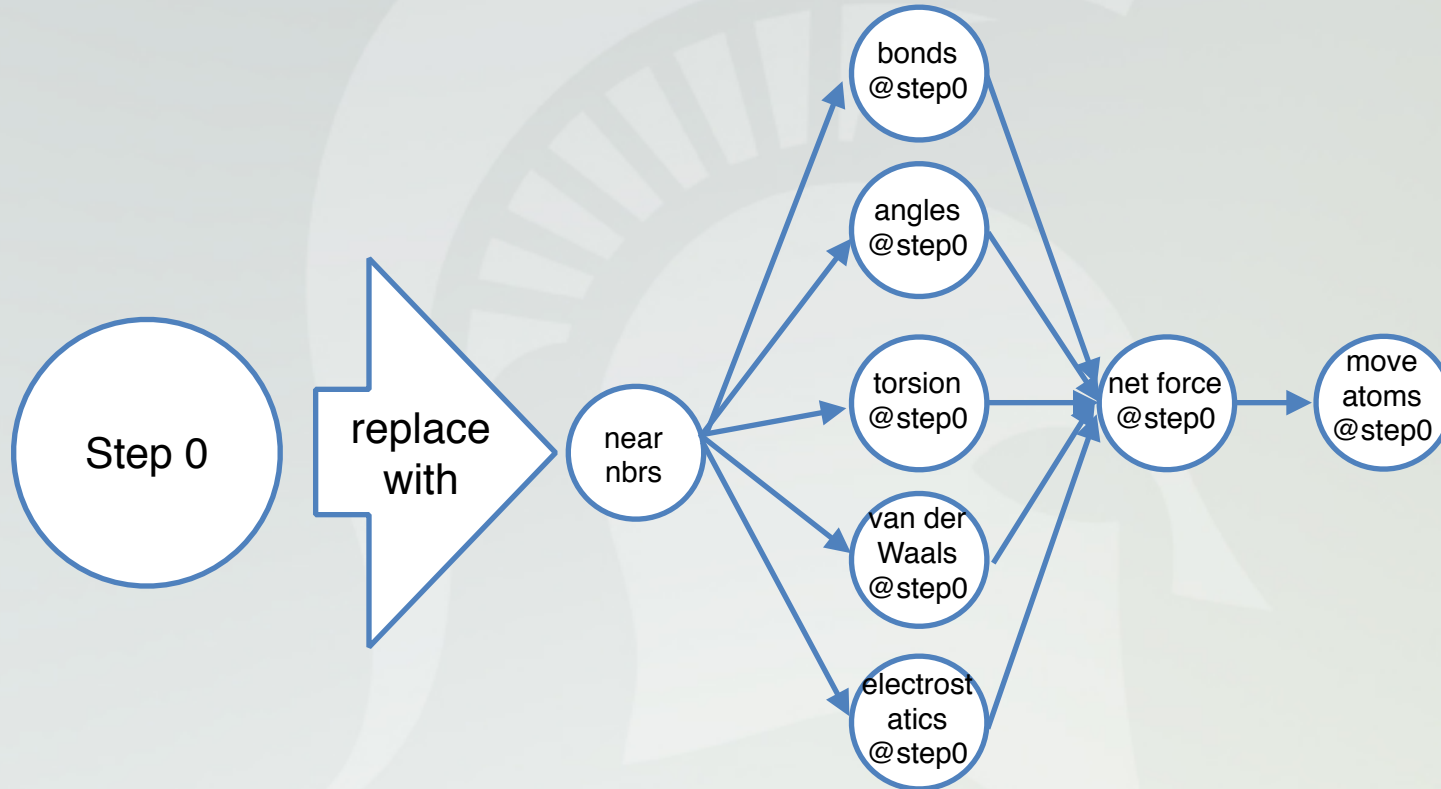 Step 0
replace
with
near
nbrs
bonds
@step0
angles
@step0
torsion
@step0
van der
Waals
@step0
electrost
atics
@step0
net force
@step0
move
atoms
@step0